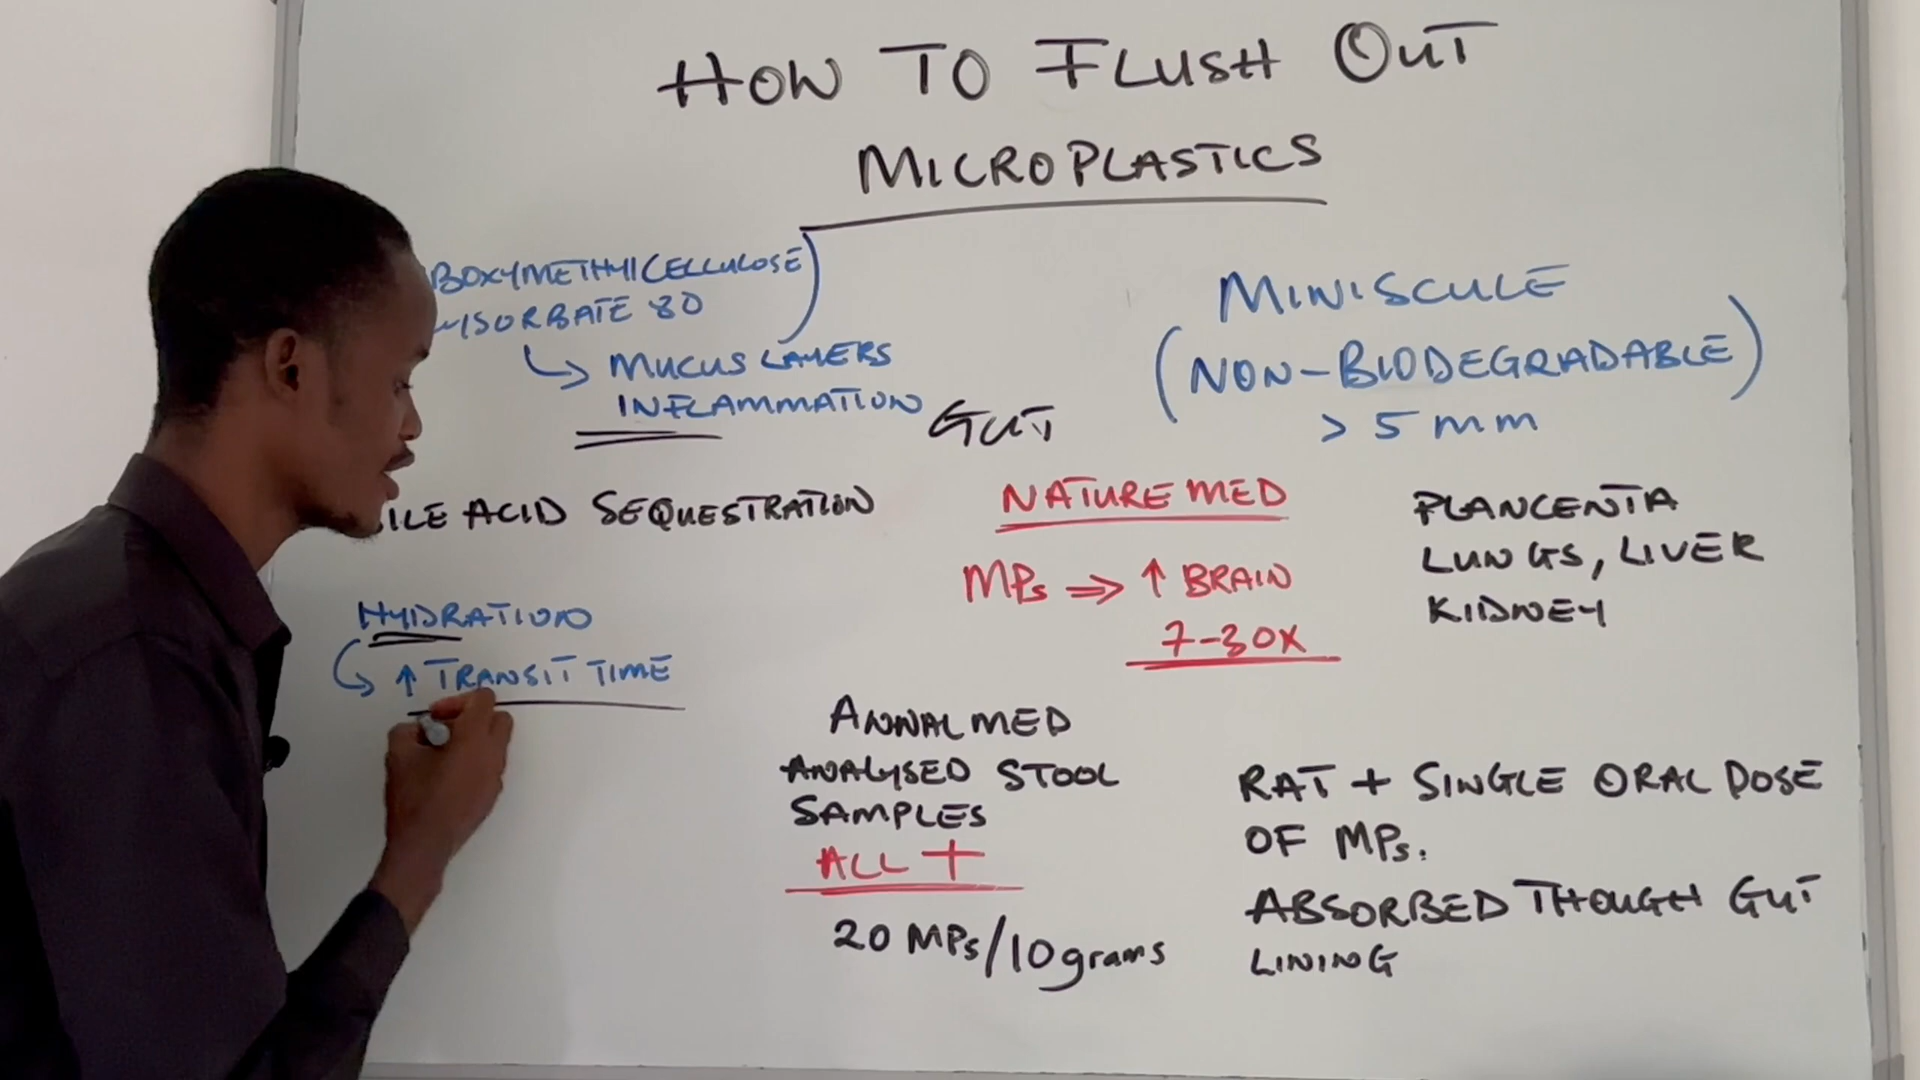 HOW TO FLUSH OUT
MICROPLASTICS
BOXYMETHYLCELLULOSE
YSORBATE 80
MUCUS LAYERS
INFLAMMATION
GUT
MINISCULE
(NON-BIODEGRADABLE)
> 5 mm
ILE ACID SEQUESTRATION
HYDRATION
↑ TRANSIT TIME
NATURE MED
MPs ⇒ ↑ BRAIN
7-30X
PLANCENTA
LUNGS, LIVER
KIDNEY
ANNAL MED
ANALYSED STOOL
SAMPLES
ALL +
20 MPs/10grams
RAT + SINGLE ORAL DOSE
OF MPs.
ABSORBED THOUGH GUT
LINING